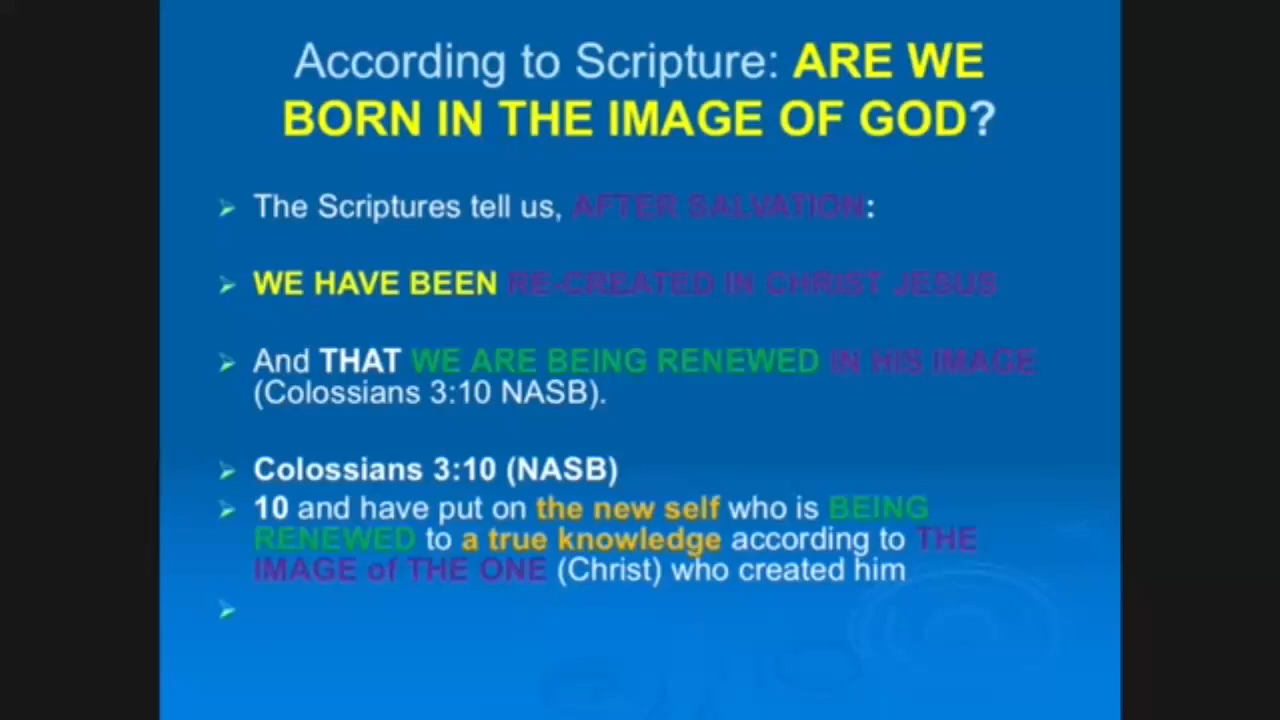 According to Scripture: ARE WE
BORN IN THE IMAGE OF GOD?
The Scriptures tell us, AFTER SALVATION:
WE HAVE BEEN RE-CREATED IN CHRIST JESUS
And THAT WE ARE BEING RENEWED IN HIS IMAGE
(Colossians 3:10 NASB).
Colossians 3:10 (NASB)
10 and have put on the new self who is BEING
RENEWED to a true knowledge according to THE
IMAGE of THE ONE (Christ) who created him